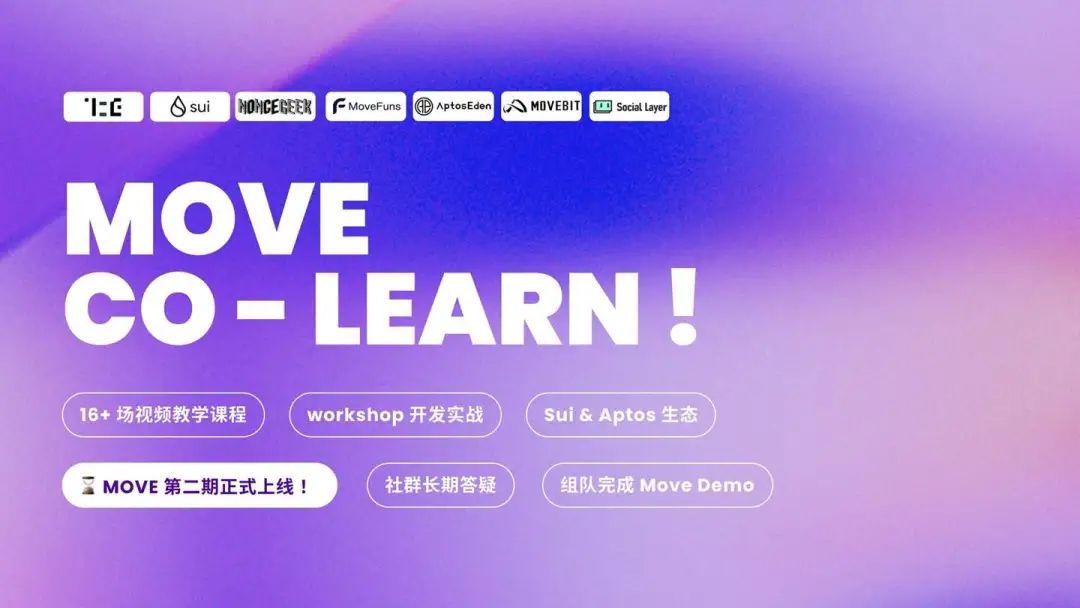 sui
NONCEGEEK
MoveFuns
AptosEden
MOVEBIT
Social Layer
MOVE
CO - LEARN！
16+ 场视频教学课程
workshop 开发实战
Sui & Aptos 生态
MOVE 第二期正式上线！
社群长期答疑
组队完成 Move Demo